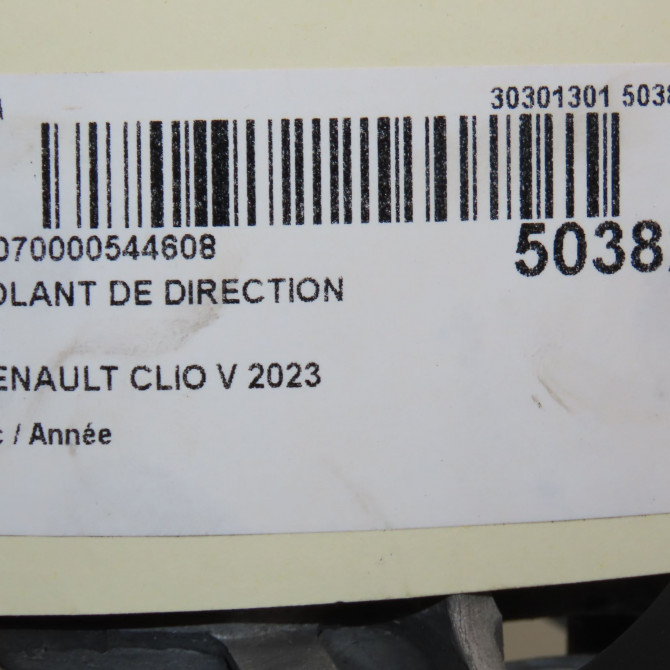 30301301 5038
070000544608
5038
OLANT DE DIRECTION
ENAULT CLIO V 2023
c / Année